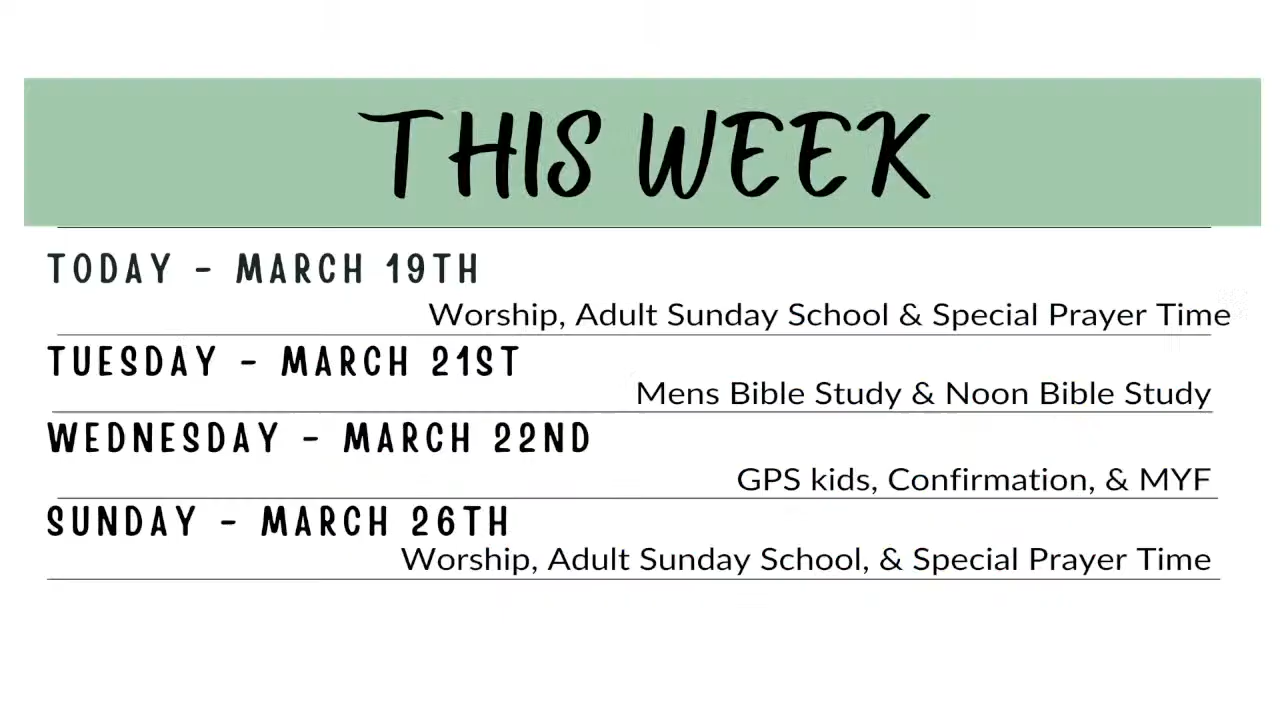 THIS WEEK
TODAY - MARCH 19TH
Worship, Adult Sunday School & Special Prayer Time
TUESDAY - MARCH 21ST
Mens Bible Study & Noon Bible Study
WEDNESDAY - MARCH 22ND
GPS kids, Confirmation, & MYF
SUNDAY - MARCH 26TH
Worship, Adult Sunday School, & Special Prayer Time